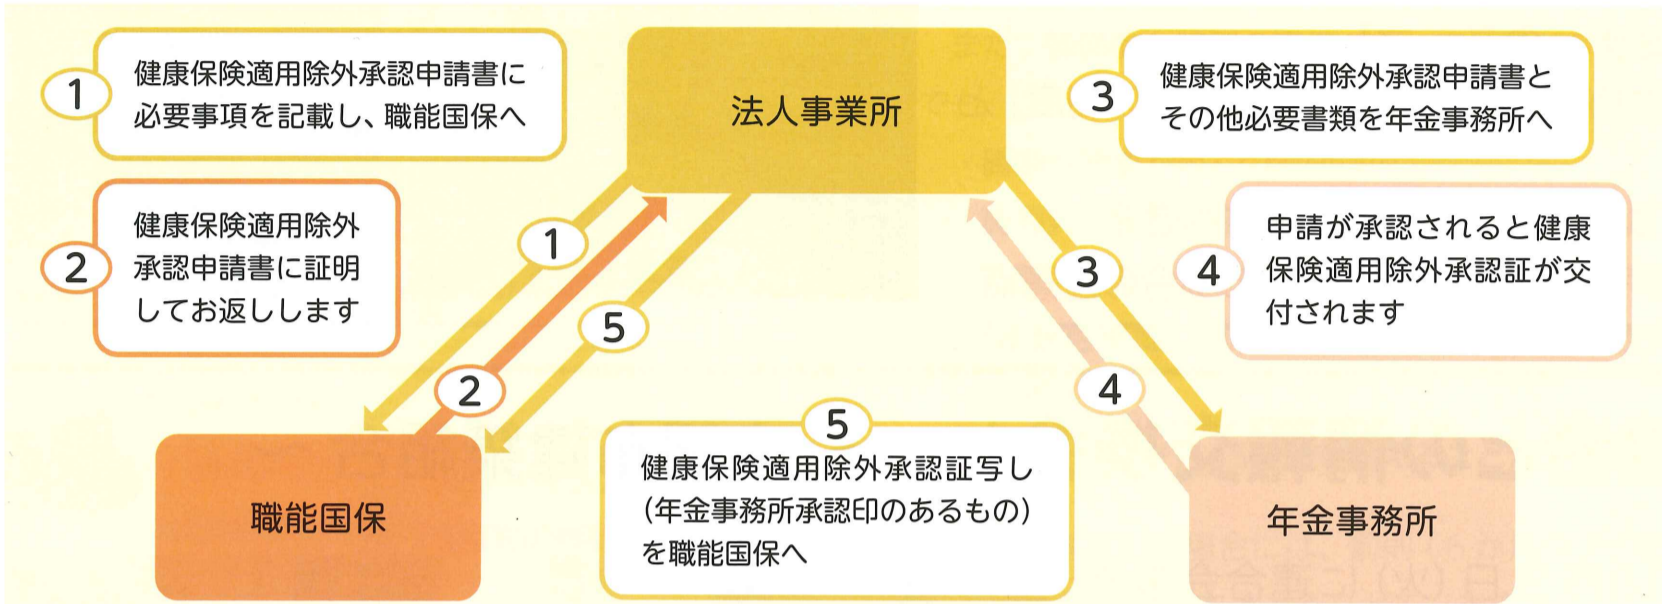 1
健康保険適用除外承認申請書に
必要事項を記載し、職能国保へ
2
健康保険適用除外
承認申請書に証明
してお返しします
法人事業所
3
健康保険適用除外承認申請書と
その他必要書類を年金事務所へ
4
申請が承認されると健康
保険適用除外承認証が交
付されます
1
2
5
3
4
5
健康保険適用除外承認証写し
(年金事務所承認印のあるもの)
を職能国保へ
職能国保
年金事務所